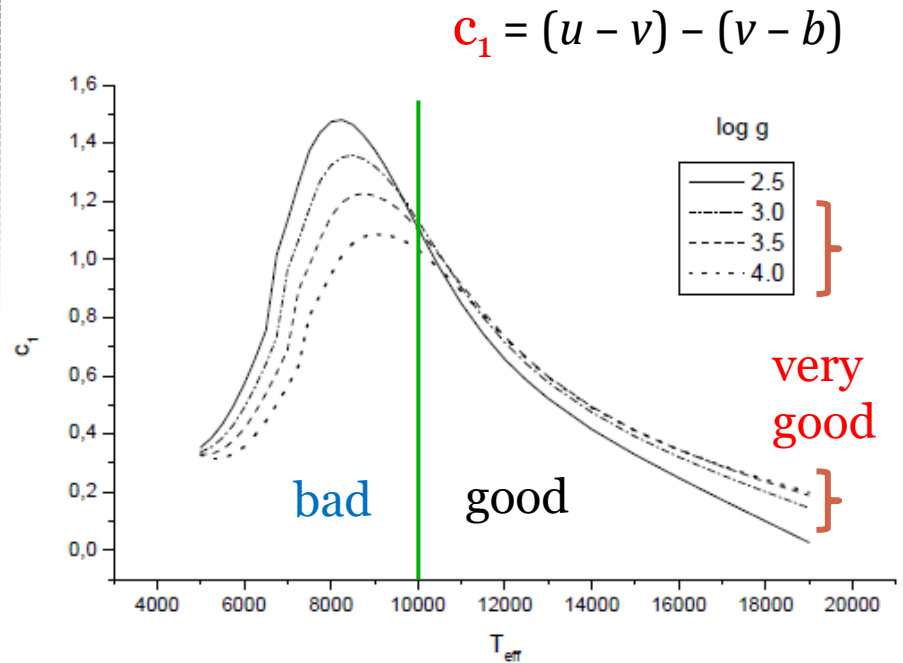 c₁ = (u – v) – (v – b)
1,6
1,4
1,2
1,0
0,8
0,6
0,4
0,2
0,0
c₁
log g
2.5
3.0
3.5
4.0
very
good
bad
good
4000 6000 8000 10000 12000 14000 16000 18000 20000
T_eff